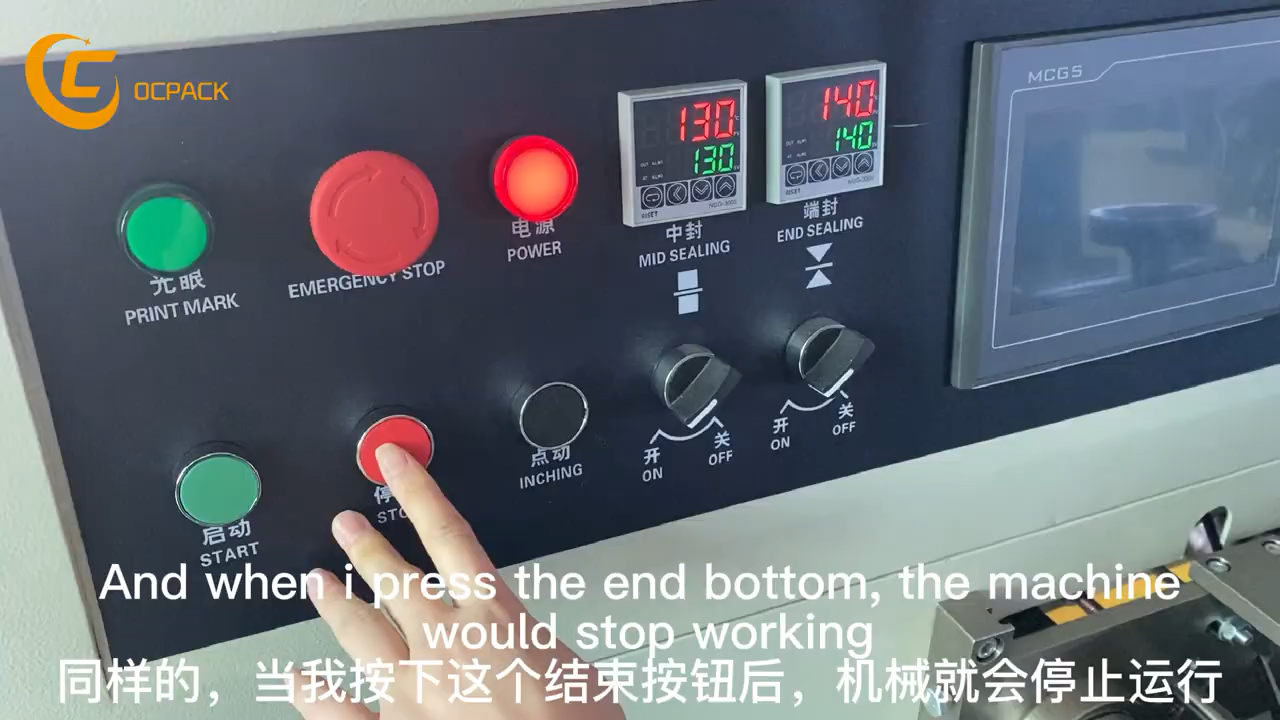 OCPACK
MCGS
130
130
140
140
中封
MID SEALING
端封
END SEALING
电源
POWER
EMERGENCY STOP
光眼
PRINT MARK
点动
INCHING
开
ON
关
OFF
开
ON
关
OFF
启动
START
And when i press the end bottom, the machine
would stop working
同样的，当我按下这个结束按钮后，机械就会停止运行